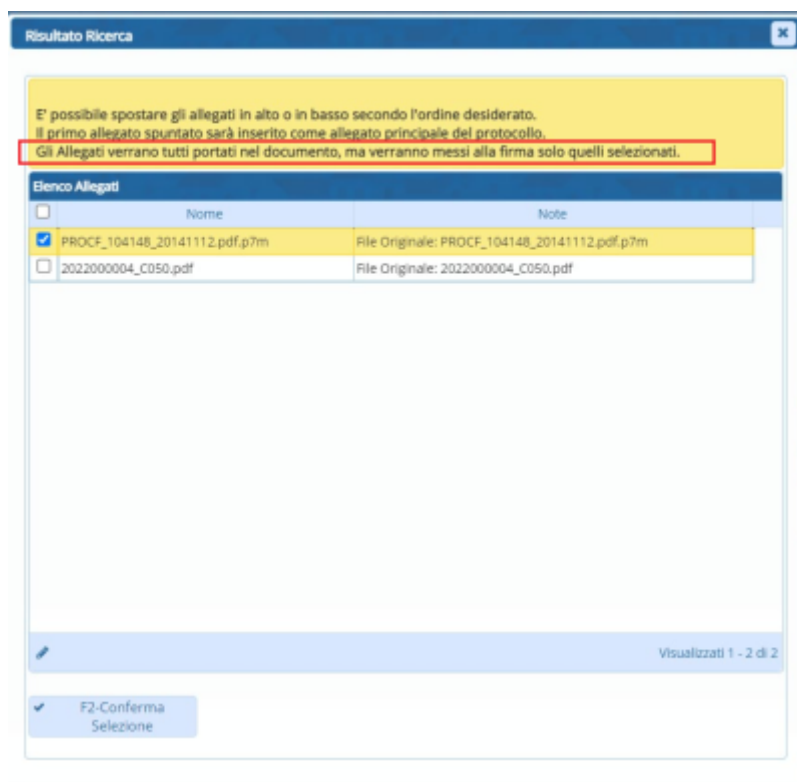 Risultato Ricerca
E' possibile spostare gli allegati in alto o in basso secondo l'ordine desiderato.
Il primo allegato spuntato sarà inserito come allegato principale del protocollo.
Gli Allegati verrano tutti portati nel documento, ma verranno messi alla firma solo quelli selezionati.
Elenco Allegati
Nome Note
PROCF_104148_20141112.pdf.p7m File Originale: PROCF_104148_20141112.pdf.p7m
2022000004_C050.pdf File Originale: 2022000004_C050.pdf
Visualizzati 1 - 2 di 2
F2-Conferma
Selezione